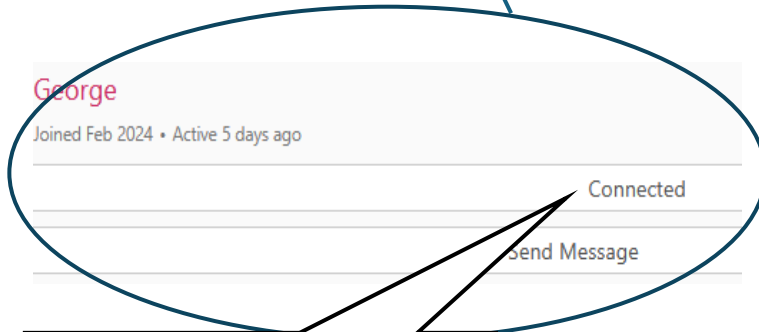 George
Joined Feb 2024 • Active 5 days ago
Connected
Send Message